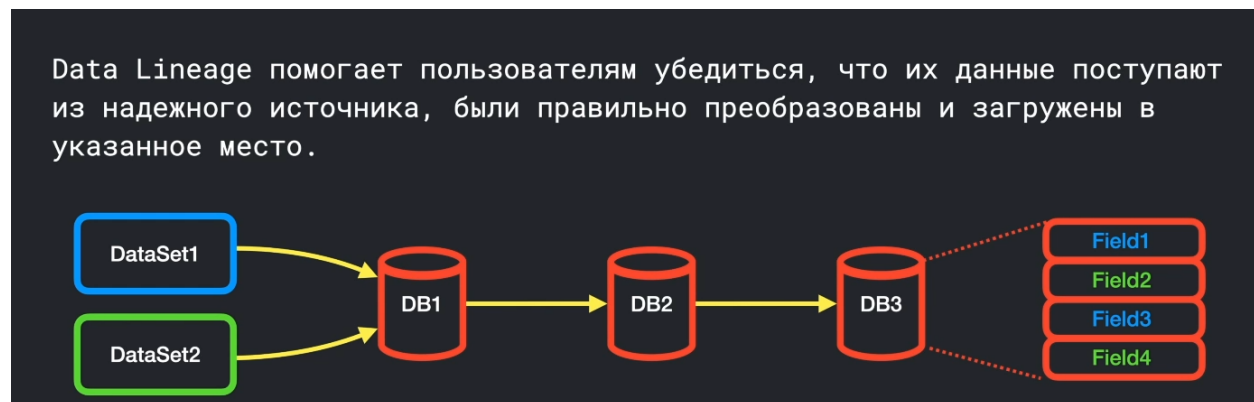 Data Lineage помогает пользователям убедиться, что их данные поступают
из надежного источника, были правильно преобразованы и загружены в
указанное место.
DataSet1
DataSet2
DB1
DB2
DB3
Field1
Field2
Field3
Field4